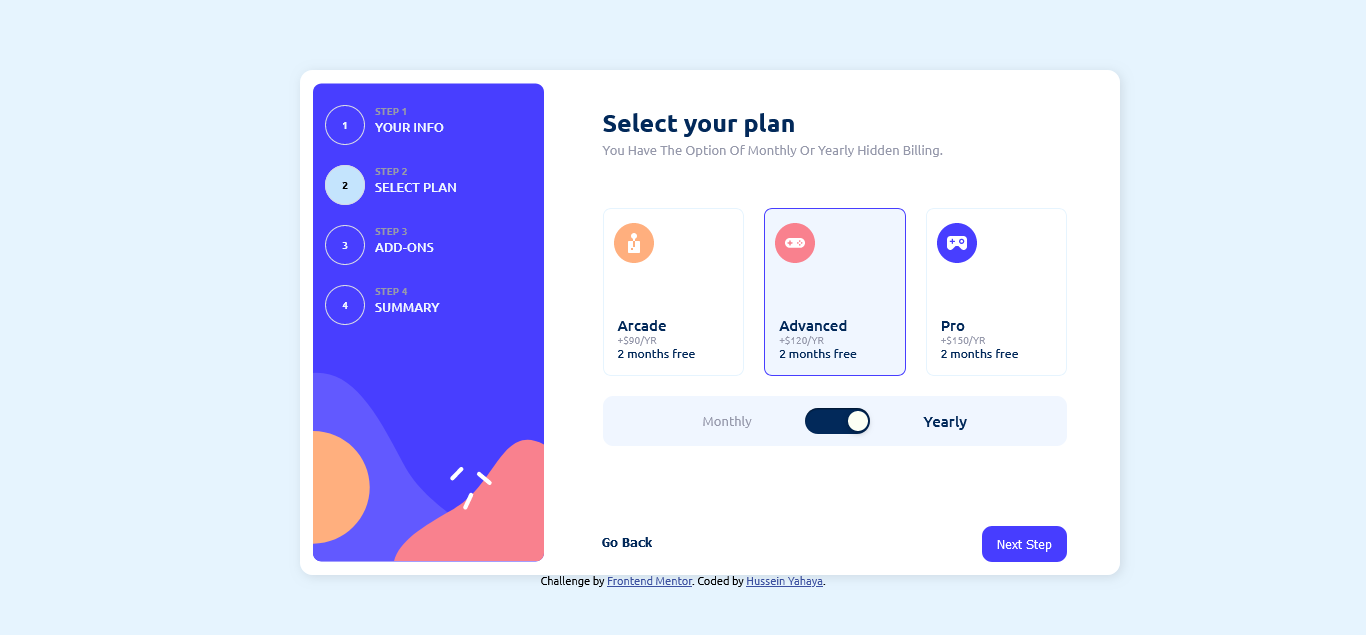 1
STEP 1
YOUR INFO
2
STEP 2
SELECT PLAN
3
STEP 3
ADD-ONS
4
STEP 4
SUMMARY
Select your plan
You Have The Option Of Monthly Or Yearly Hidden Billing.
Arcade
+$90/YR
2 months free
Advanced
+$120/YR
2 months free
Pro
+$150/YR
2 months free
Monthly
Yearly
Go Back
Next Step
Challenge by Frontend Mentor. Coded by Hussein Yahaya.